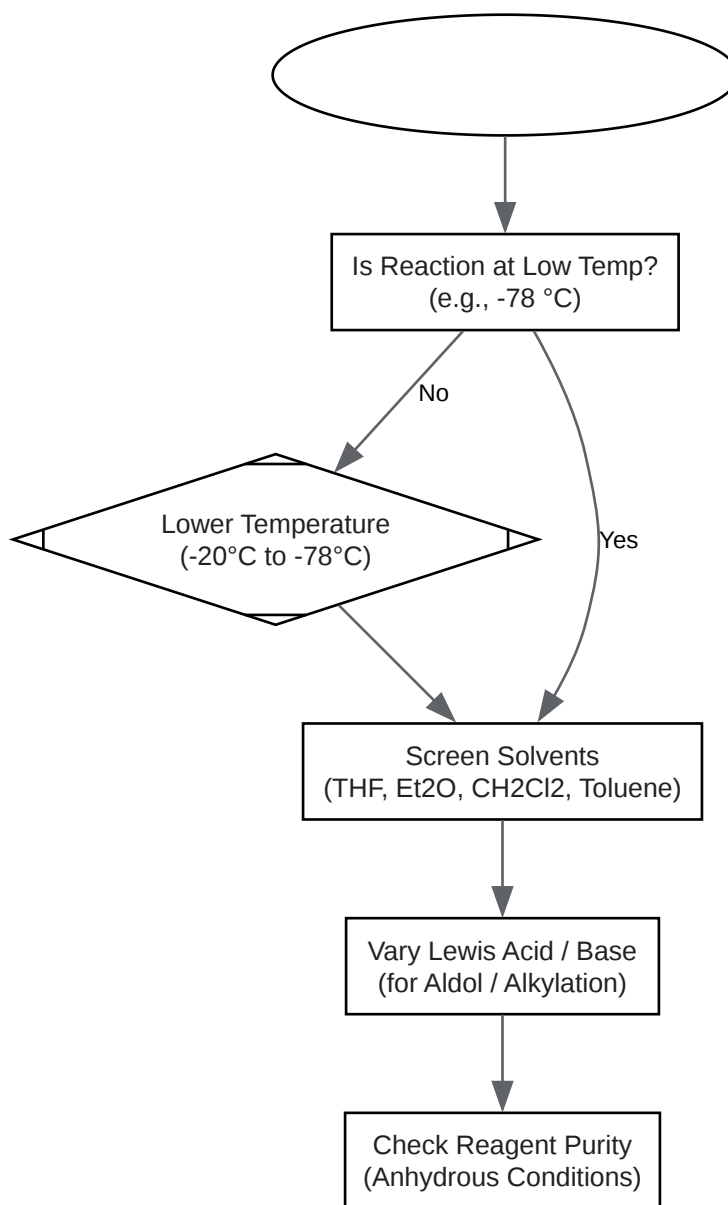 Is Reaction at Low Temp?
(e.g., -78 °C)
No
Lower Temperature
(-20°C to -78°C)
Yes
Screen Solvents
(THF, Et2O, CH2Cl2, Toluene)
Vary Lewis Acid / Base
(for Aldol / Alkylation)
Check Reagent Purity
(Anhydrous Conditions)